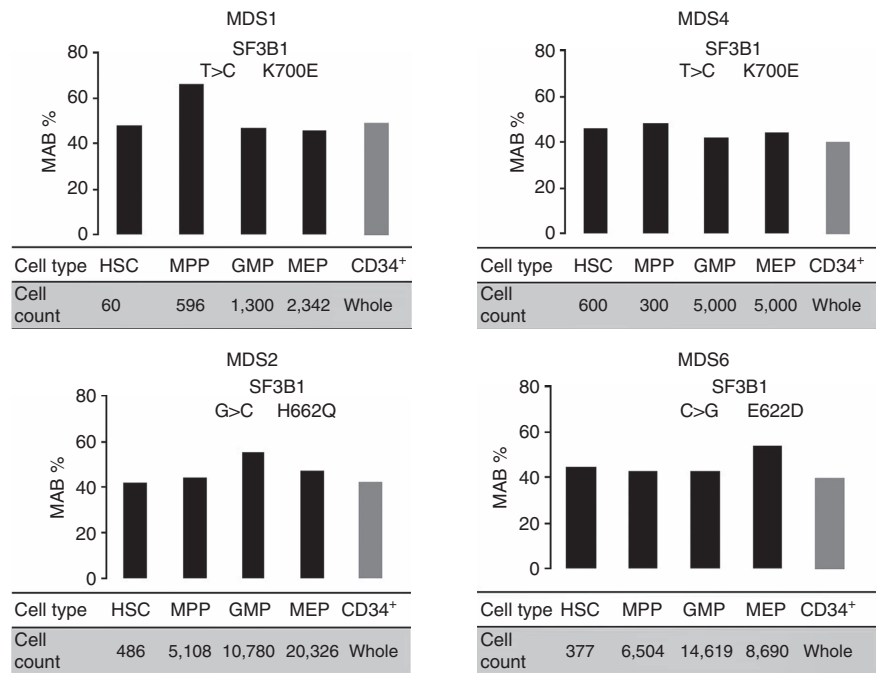 MDS1
SF3B1
T>C K700E
80
60
40
20
0
MAB %
Cell type HSC MPP GMP MEP CD34+
Cell count 60 596 1,300 2,342 Whole
MDS4
SF3B1
T>C K700E
80
60
40
20
0
MAB %
Cell type HSC MPP GMP MEP CD34+
Cell count 600 300 5,000 5,000 Whole
MDS2
SF3B1
G>C H662Q
80
60
40
20
0
MAB %
Cell type HSC MPP GMP MEP CD34+
Cell count 486 5,108 10,780 20,326 Whole
MDS6
SF3B1
C>G E622D
80
60
40
20
0
MAB %
Cell type HSC MPP GMP MEP CD34+
Cell count 377 6,504 14,619 8,690 Whole